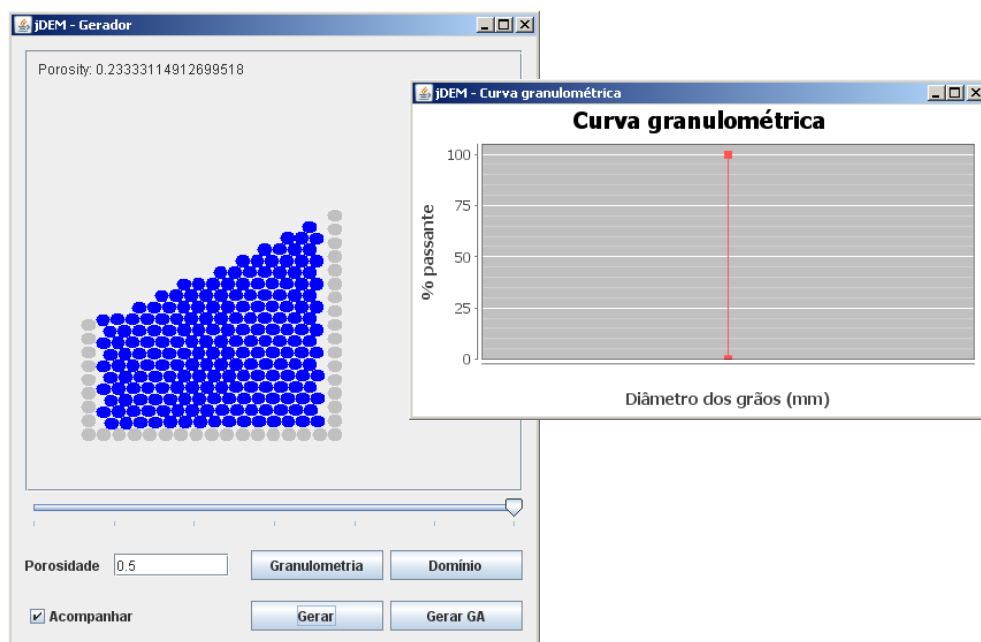 jDEM - Gerador
Porosity: 0.23333114912699518
jDEM - Curva granulométrica
Curva granulométrica
100
75
50
25
0
% passante
Diâmetro dos grãos (mm)
Porosidade 0.5 Granulometria Domínio
Acompanhar Gerar Gerar GA